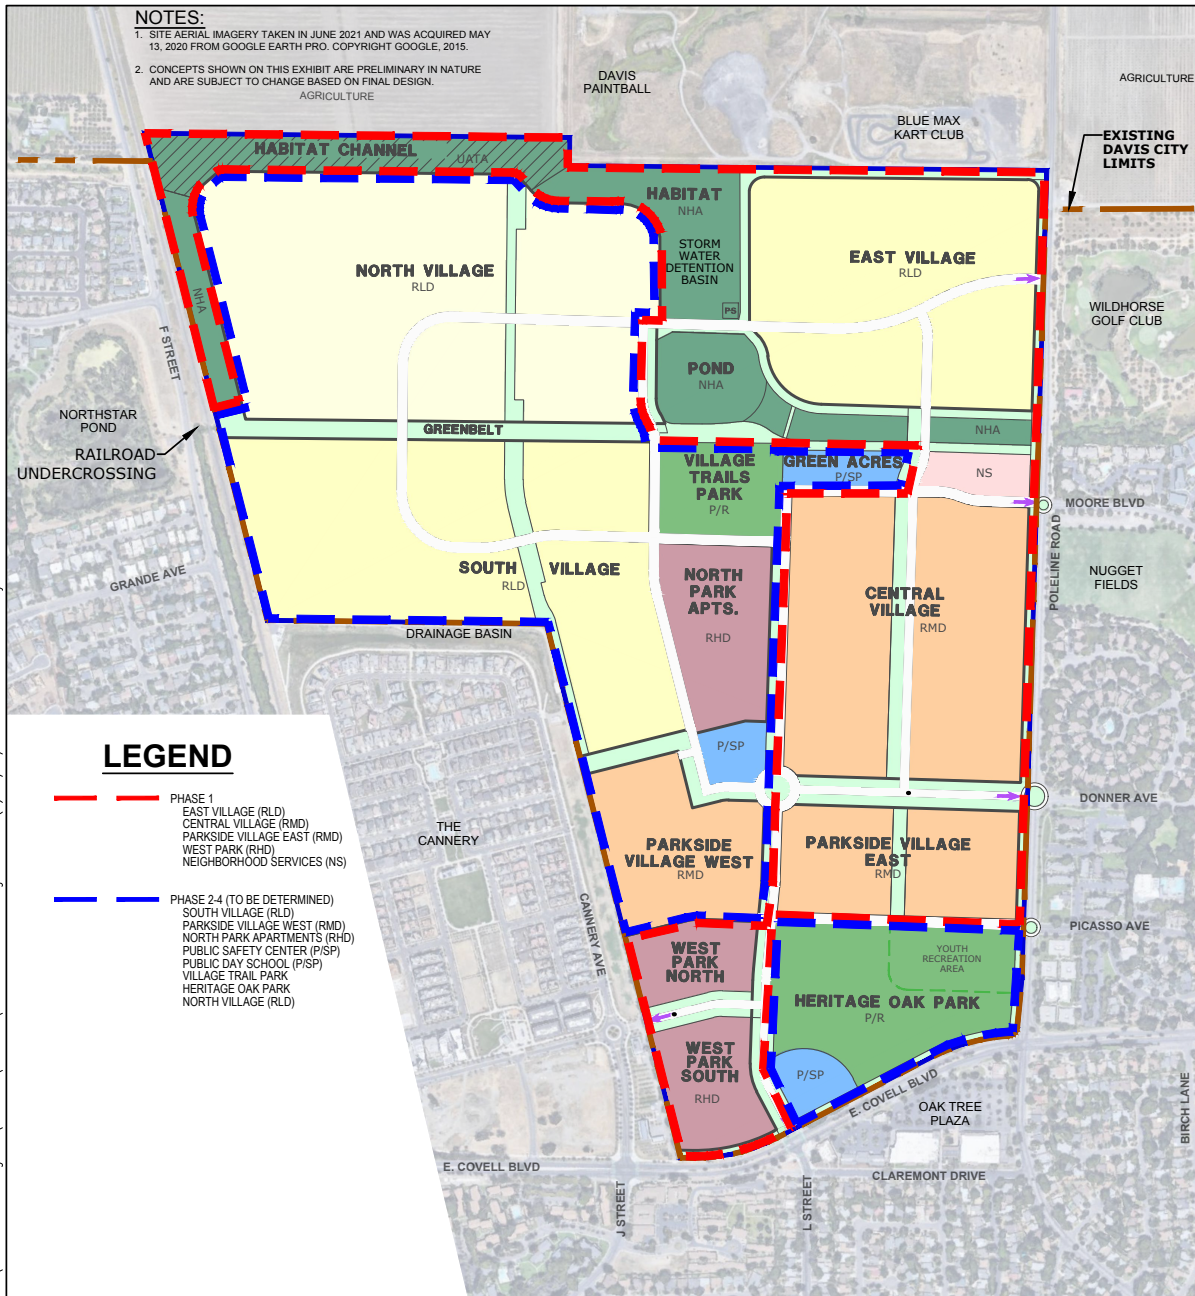 NOTES:
1. SITE AERIAL IMAGERY TAKEN IN JUNE 2021 AND WAS ACQUIRED MAY
13, 2020 FROM GOOGLE EARTH PRO. COPYRIGHT GOOGLE, 2015.
2. CONCEPTS SHOWN ON THIS EXHIBIT ARE PRELIMINARY IN NATURE
AND ARE SUBJECT TO CHANGE BASED ON FINAL DESIGN.
AGRICULTURE
DAVIS
PAINTBALL
AGRICULTURE
BLUE MAX
KART CLUB
EXISTING
DAVIS CITY
LIMITS
HABITAT CHANNEL
UATA
HABITAT
NHA
STORM
WATER
DETENTION
BASIN
PS
EAST VILLAGE
RLD
NORTH VILLAGE
RLD
NHA
F STREET
WILDHORSE
GOLF CLUB
POND
NHA
NORTHSTAR
POND
RAILROAD
UNDERCROSSING
GREENBELT
NHA
VILLAGE
TRAILS
PARK
P/R
GREEN ACRES
P/SP
NS
MOORE BLVD
POLELINE ROAD
NUGGET
FIELDS
GRANDE AVE
SOUTH VILLAGE
RLD
NORTH
PARK
APTS.
RHD
CENTRAL
VILLAGE
RMD
DRAINAGE BASIN
P/SP
LEGEND
PHASE 1
EAST VILLAGE (RLD)
CENTRAL VILLAGE (RMD)
PARKSIDE VILLAGE EAST (RMD)
WEST PARK (RHD)
NEIGHBORHOOD SERVICES (NS)
PHASE 2-4 (TO BE DETERMINED)
SOUTH VILLAGE (RLD)
PARKSIDE VILLAGE WEST (RMD)
NORTH PARK APARTMENTS (RHD)
PUBLIC SAFETY CENTER (P/SP)
PUBLIC DAY SCHOOL (P/SP)
VILLAGE TRAIL PARK
HERITAGE OAK PARK
NORTH VILLAGE (RLD)
DONNER AVE
THE
CANNERY
PARKSIDE
VILLAGE WEST
RMD
PARKSIDE VILLAGE
EAST
RMD
CANNERY AVE
PICASSO AVE
WEST
PARK
NORTH
YOUTH
RECREATION
AREA
HERITAGE OAK PARK
P/R
WEST
PARK
SOUTH
RHD
P/SP
E. COVELL BLVD
OAK TREE
PLAZA
BIRCH LANE
E. COVELL BLVD
CLAREMONT DRIVE
J STREET
L STREET